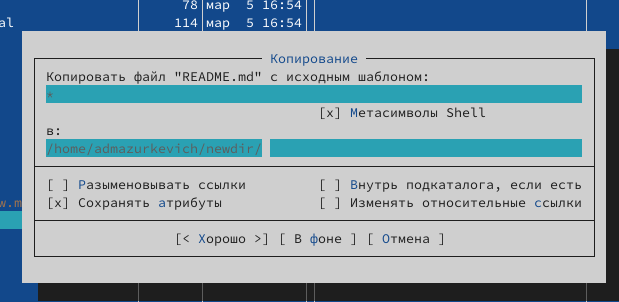 78 мар 5 16:54
al 114 мар 5 16:54
Копирование
Копировать файл "README.md" с исходным шаблоном:
*
[x] Метасимволы Shell
в:
/home/admazurkevich/newdir/
[ ] Разыменовывать ссылки [ ] Внутрь подкаталога, если есть
w.m [x] Сохранять атрибуты [ ] Изменять относительные ссылки
[< Хорошо >] [ В фоне ] [ Отмена ]